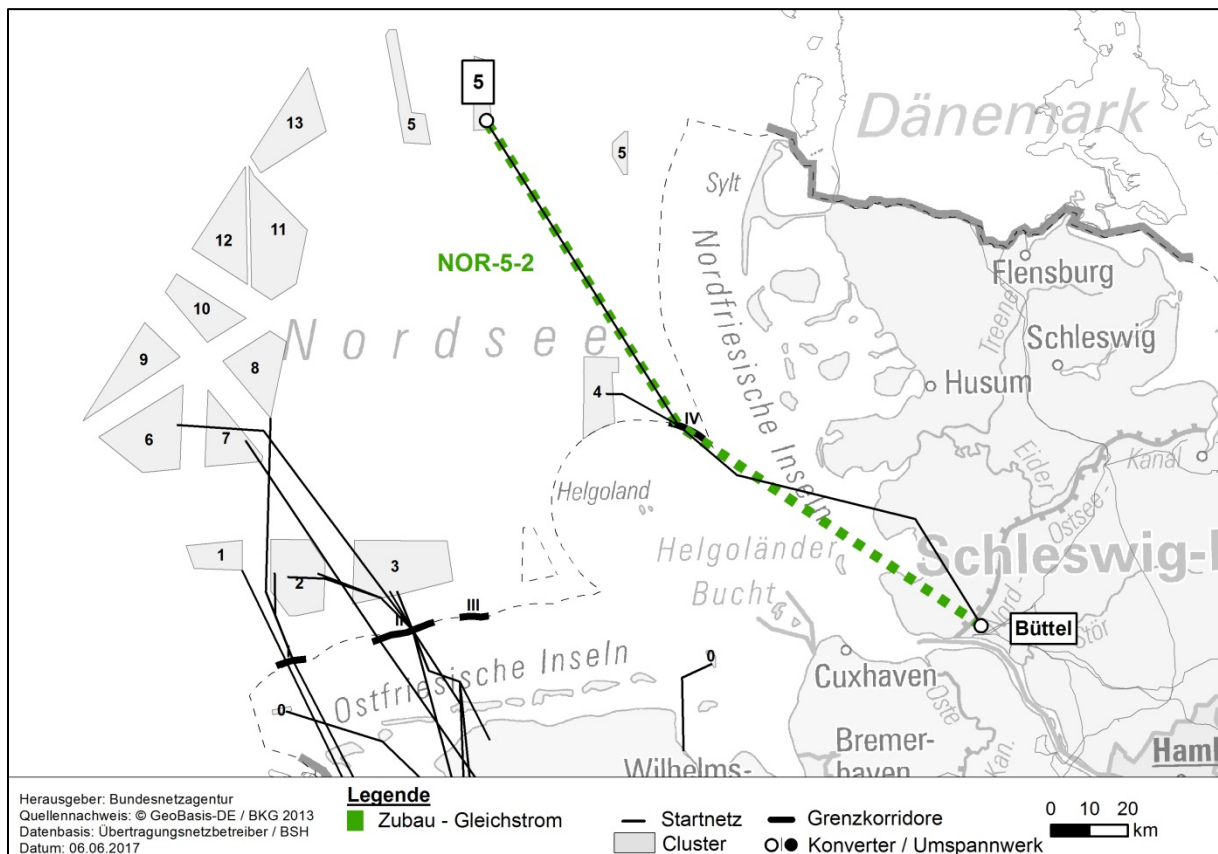 5
13
5
5
Dänemark
Sylt
12
11
NOR-5-2
Flensburg
Treene
Schleswig
10
Nordsee
Nordfriesische Inseln
9
8
4
Husum
IV
6
7
Eider
Kanal
Helgoland
Ostsee-
Helgoländer
Bucht
Schleswig-H
1
2
3
III
II
I
Nord-
Büttel
Stör
Ostfriesische Inseln
0
0
Cuxhaven
Oste
Kan.
Bremer-
haven
Wilhelms-
Hamb
Herausgeber: Bundesnetzagentur
Quellennachweis: © GeoBasis-DE / BKG 2013
Datenbasis: Übertragungsnetzbetreiber / BSH
Datum: 06.06.2017
Legende
Zubau - Gleichstrom
Startnetz
Cluster
Grenzkorridore
Konverter / Umspannwerk
0 10 20
km